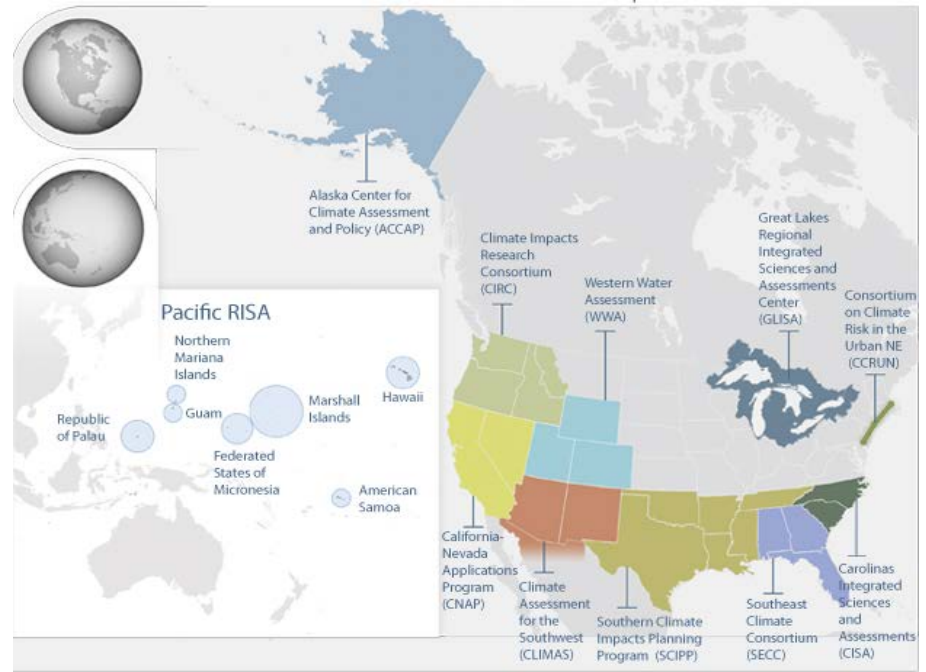 Alaska Center for
Climate Assessment
and Policy (ACCAP)
Climate Impacts
Research
Consortium
(CIRC)
Western Water
Assessment
(WWA)
Great Lakes
Regional
Integrated
Sciences and
Assessments
Center
(GLISA)
Consortium
on Climate
Risk in the
Urban NE
(CCRUN)
Pacific RISA
Northern
Mariana
Islands
Guam
Republic
of Palau
Federated
States of
Micronesia
Marshall
Islands
Hawaii
American
Samoa
California-
Nevada
Applications
Program
(CNAP)
Climate
Assessment
for the
Southwest
(CLIMAS)
Southern Climate
Impacts Planning
Program (SCIPP)
Southeast
Climate
Consortium
(SECC)
Carolinas
Integrated
Sciences
and
Assessments
(CISA)